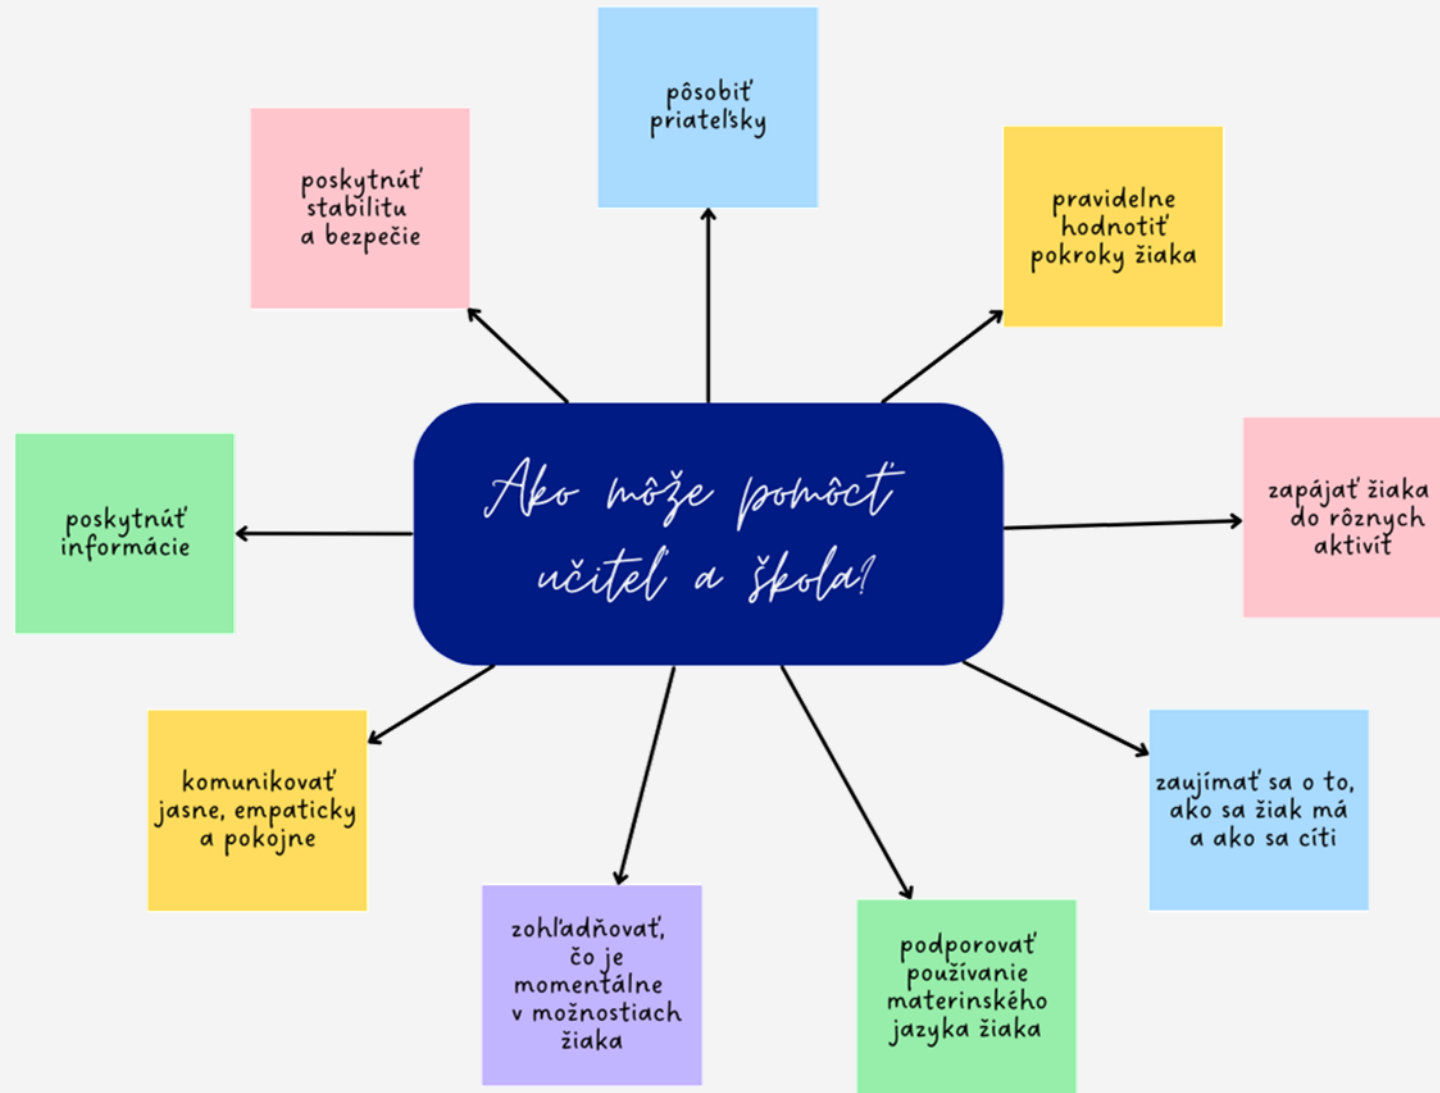 pôsobiť
priateľsky
poskytnúť
stabilitu
a bezpečie
pravidelne
hodnotiť
pokroky žiaka
Ako môže pomôcť
učiteľ a škola?
zapájať žiaka
do rôznych
aktivít
poskytnúť
informácie
komunikovať
jasne, empaticky
a pokojne
zaujímať sa o to,
ako sa žiak má
a ako sa cíti
zohľadňovať,
čo je
momentálne
v možnostiach
žiaka
podporovať
používanie
materinského
jazyka žiaka